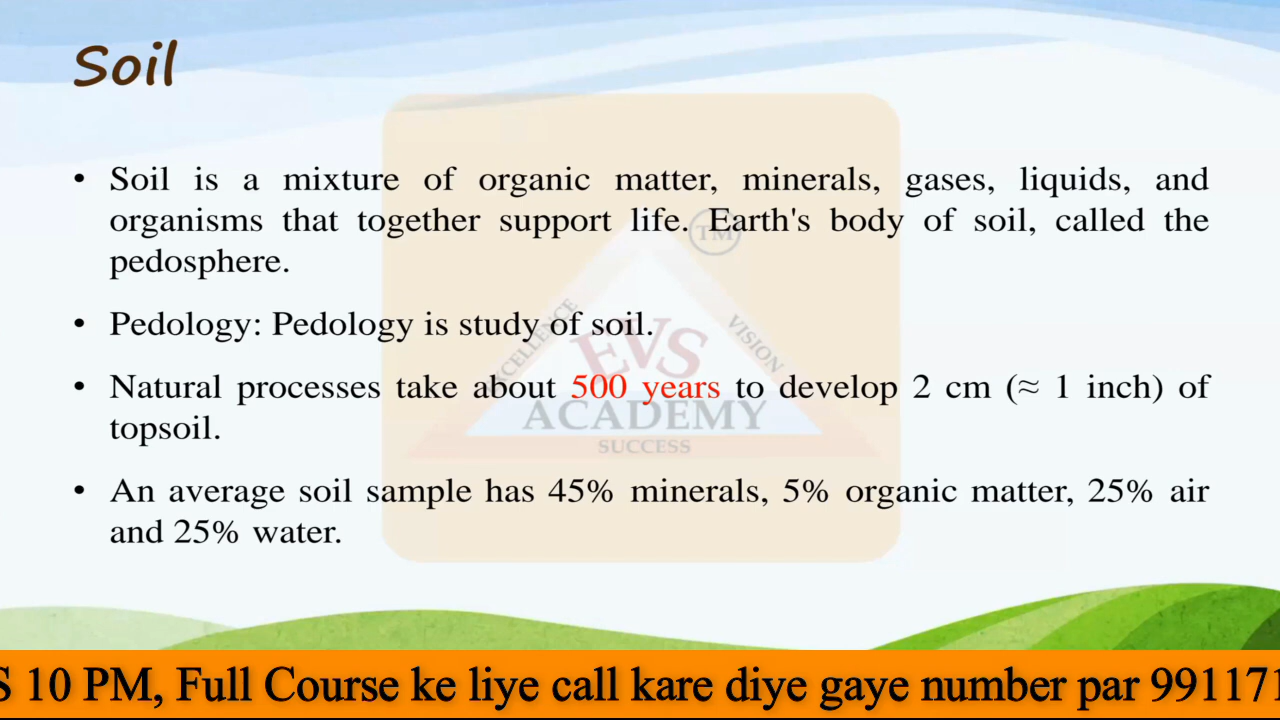 Soil
• Soil is a mixture of organic matter, minerals, gases, liquids, and
organisms that together support life. Earth's body of soil, called the
pedosphere.
• Pedology: Pedology is study of soil.
• Natural processes take about 500 years to develop 2 cm (≈ 1 inch) of
topsoil.
• An average soil sample has 45% minerals, 5% organic matter, 25% air
and 25% water.
TM
EXCELLENCE
VISION
EVS
ACADEMY
SUCCESS
S 10 PM, Full Course ke liye call kare diye gaye number par 991171